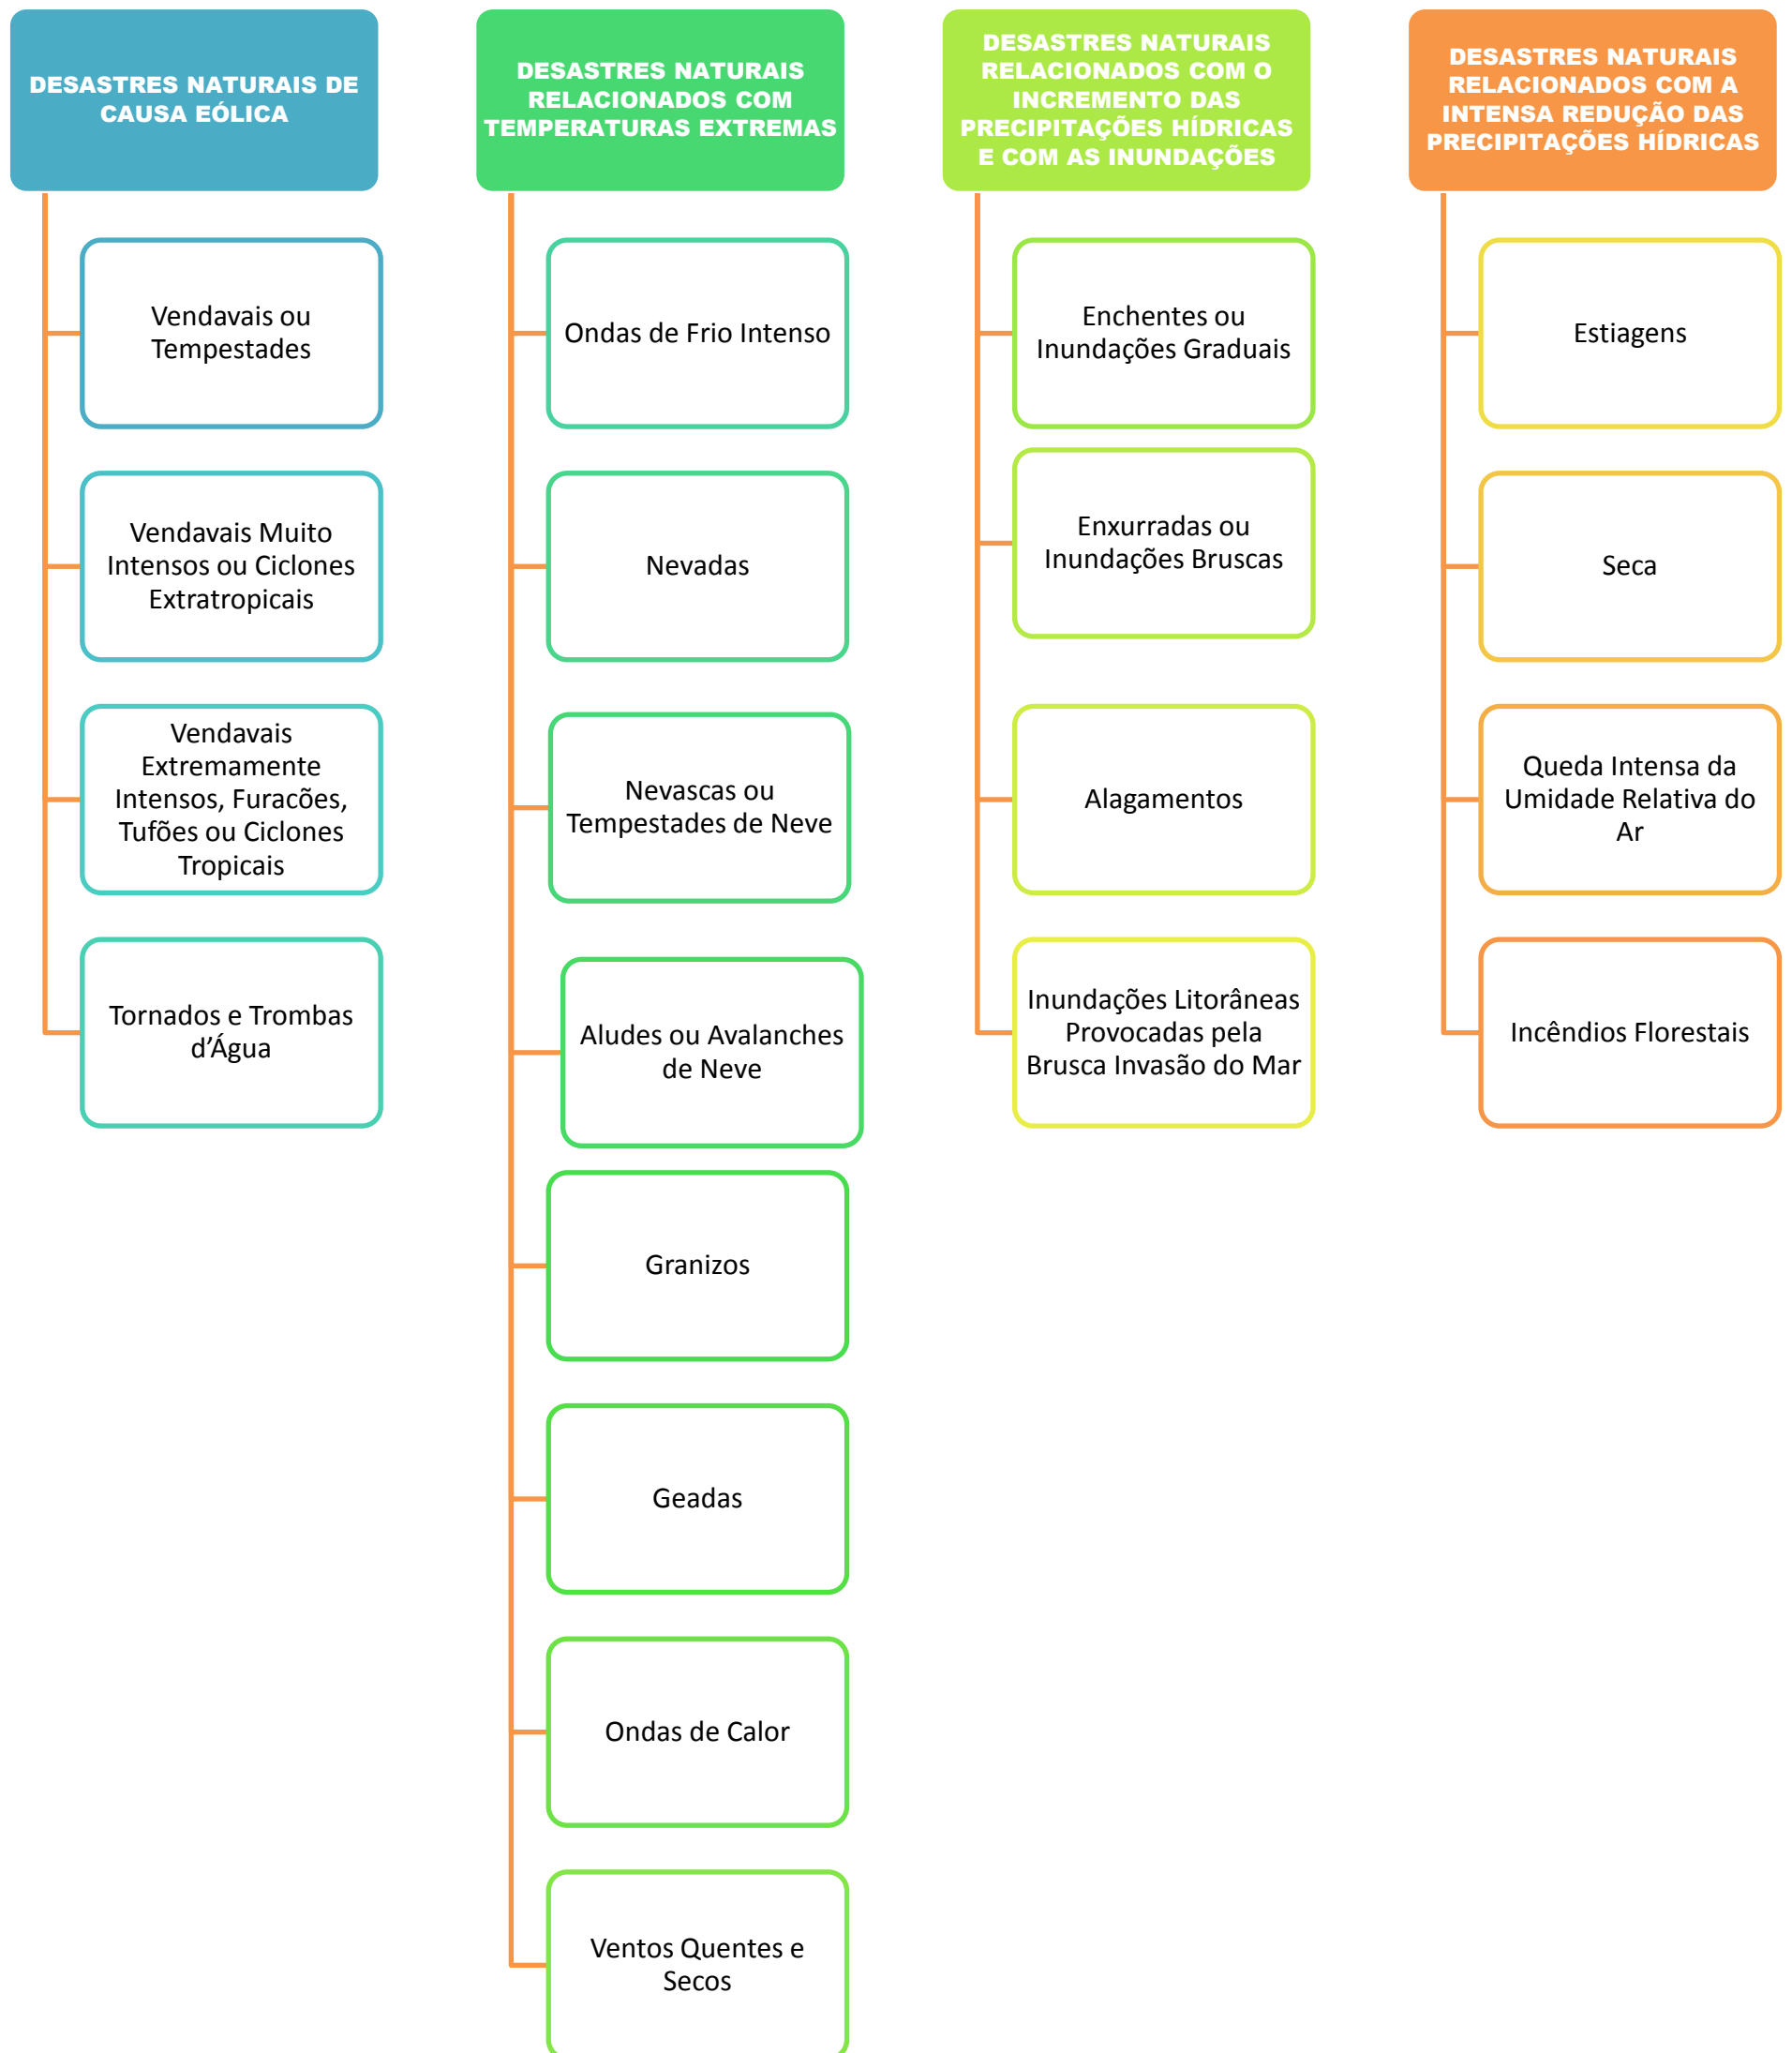 DESASTRES NATURAIS DE
CAUSA EÓLICA
Vendavais ou
Tempestades
Vendavais Muito
Intensos ou Ciclones
Extratropicais
Vendavais
Extremamente
Intensos, Furacões,
Tufões ou Ciclones
Tropicais
Tornados e Trombas
d’Água
DESASTRES NATURAIS
RELACIONADOS COM
TEMPERATURAS EXTREMAS
Ondas de Frio Intenso
Nevadas
Nevascas ou
Tempestades de Neve
Aludes ou Avalanches
de Neve
Granizos
Geadas
Ondas de Calor
Ventos Quentes e
Secos
DESASTRES NATURAIS
RELACIONADOS COM O
INCREMENTO DAS
PRECIPITAÇÕES HÍDRICAS
E COM AS INUNDAÇÕES
Enchentes ou
Inundações Graduais
Enxurradas ou
Inundações Bruscas
Alagamentos
Inundações Litorâneas
Provocadas pela
Brusca Invasão do Mar
DESASTRES NATURAIS
RELACIONADOS COM A
INTENSA REDUÇÃO DAS
PRECIPITAÇÕES HÍDRICAS
Estiagens
Seca
Queda Intensa da
Umidade Relativa do
Ar
Incêndios Florestais